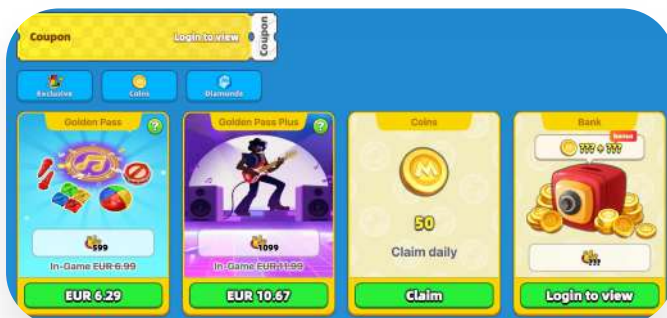 Coupon
Login to view
Coupon
Exclusive
Coins
Diamonds
Golden Pass
?
599
In-Game EUR 6.99
EUR 6.29
Golden Pass Plus
?
1099
In-Game EUR 11.99
EUR 10.67
Coins
M
50
Claim daily
Claim
Bank
bonus
??? + ???
???
Login to view